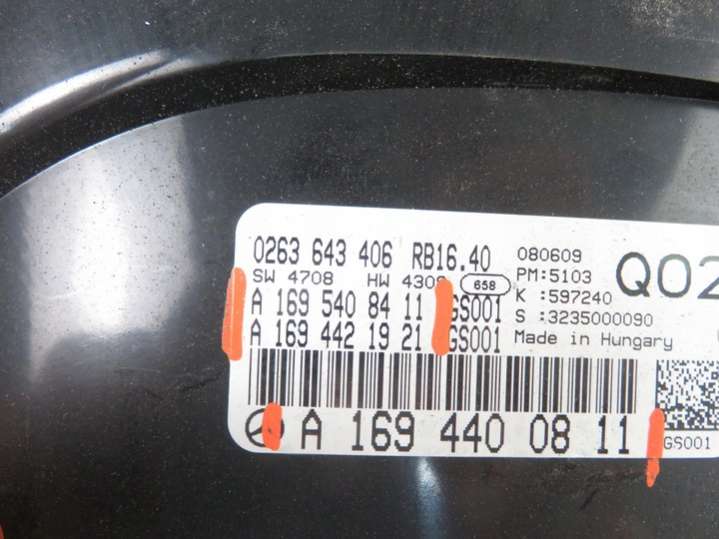 0263 643 406 RB16.40
SW 4708 HW 4308 658
A 169 540 84 11 GS001
A 169 442 19 21 GS001
080609
PM:5103
K :597240
S :3235000090
Made in Hungary
Q02
A 169 440 08 11
GS001